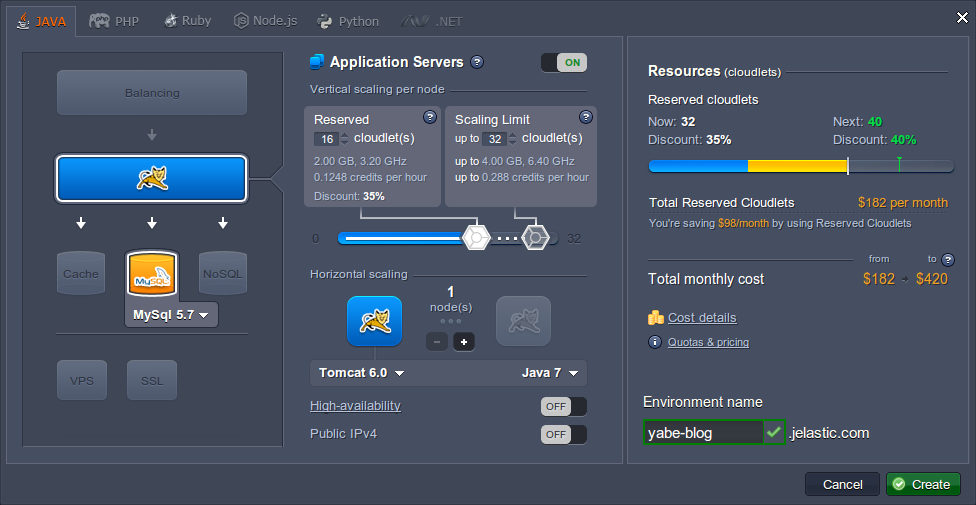 JAVA
PHP
Ruby
Node.js
Python
.NET
Balancing
Cache
MySQL
NoSQL
MySql 5.7
VPS
SSL
Application Servers ?
ON
Vertical scaling per node
Reserved ?
16 cloudlet(s)
2.00 GB, 3.20 GHz
0.1248 credits per hour
Discount: 35%
Scaling Limit ?
up to 32 cloudlet(s)
up to 4.00 GB, 6.40 GHz
up to 0.288 credits per hour
0
32
Horizontal scaling
1
node(s)
Tomcat 6.0
Java 7
High-availability
OFF
Public IPv4
OFF
Resources (cloudlets)
Reserved cloudlets
Now: 32
Next: 40
Discount: 35%
Discount: 40%
Total Reserved Cloudlets
$182 per month
You're saving $98/month by using Reserved Cloudlets
from
to ?
Total monthly cost
$182
$420
Cost details
Quotas & pricing
Environment name
yabe-blog
.jelastic.com
Cancel
Create